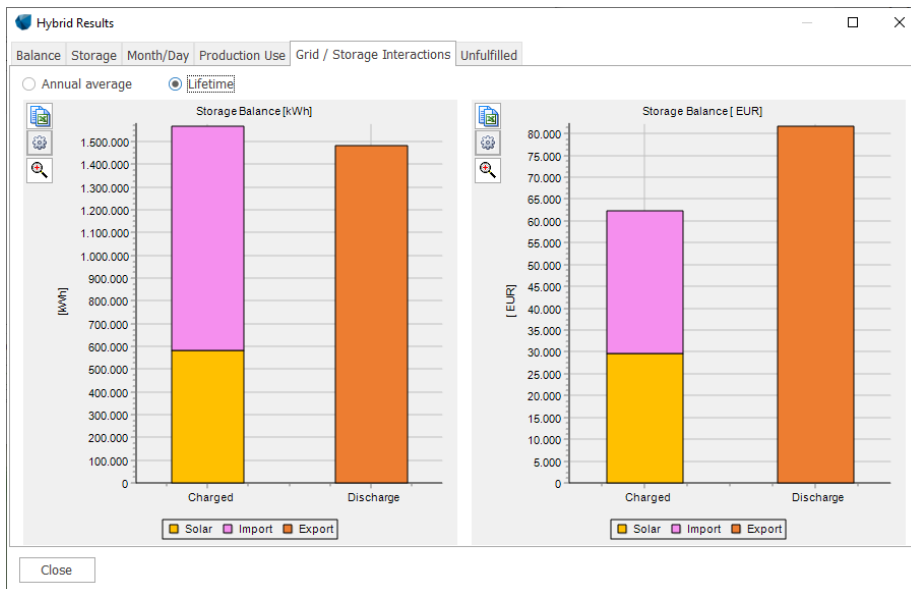 Hybrid Results
Balance Storage Month/Day Production Use Grid / Storage Interactions Unfulfilled
Annual average Lifetime
Storage Balance [kWh]
1.500.000
1.400.000
1.300.000
1.200.000
1.100.000
1.000.000
900.000
800.000
700.000
600.000
500.000
400.000
300.000
200.000
100.000
0
[kWh]
Charged Discharge
Solar Import Export
Storage Balance [ EUR]
80.000
75.000
70.000
65.000
60.000
55.000
50.000
45.000
40.000
35.000
30.000
25.000
20.000
15.000
10.000
5.000
0
[ EUR]
Charged Discharge
Solar Import Export
Close